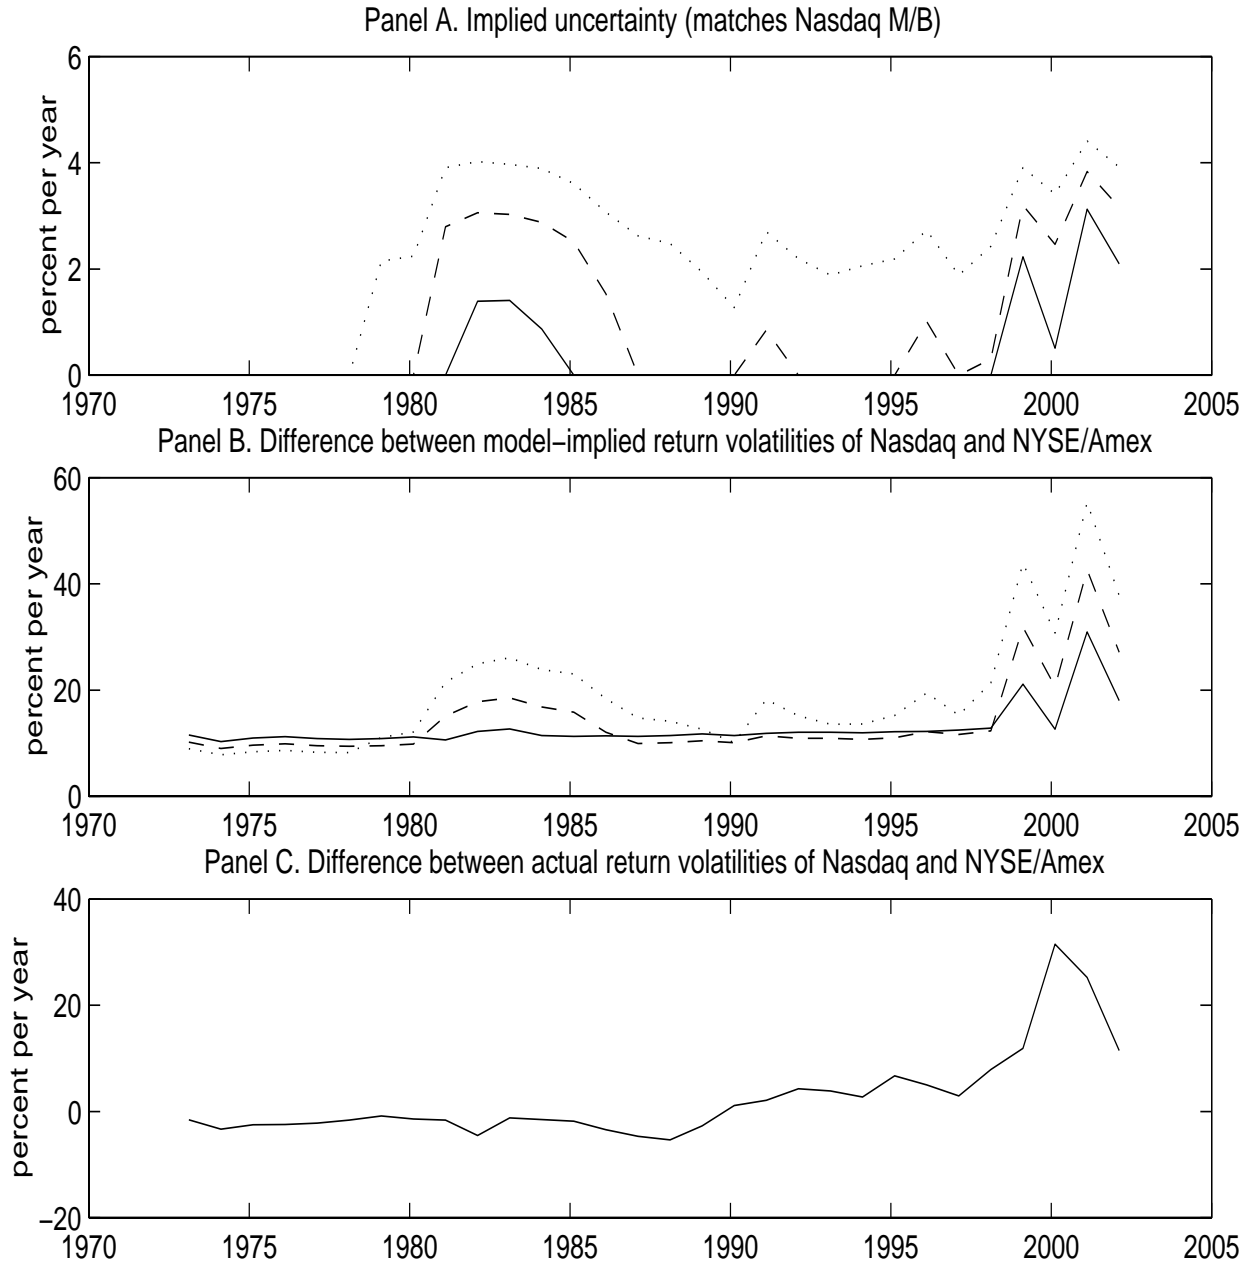 Panel A. Implied uncertainty (matches Nasdaq M/B)
percent per year
6
4
2
0
1970 1975 1980 1985 1990 1995 2000 2005
Panel B. Difference between model−implied return volatilities of Nasdaq and NYSE/Amex
percent per year
60
40
20
0
1970 1975 1980 1985 1990 1995 2000 2005
Panel C. Difference between actual return volatilities of Nasdaq and NYSE/Amex
percent per year
40
20
0
−20
1970 1975 1980 1985 1990 1995 2000 2005